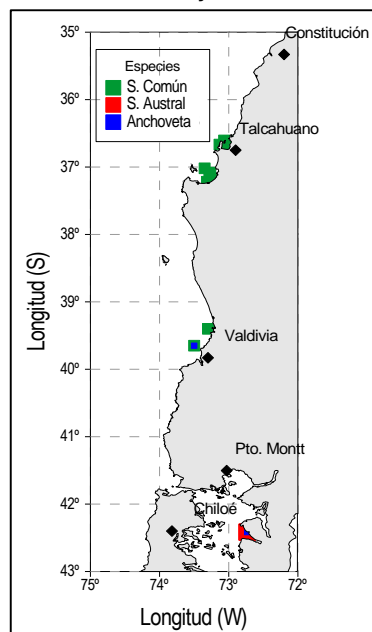 35º
36º
37º
38º
39º
40º
41º
42º
43º
Longitud (S)
Constitución
Especies
S. Común
S. Austral
Anchoveta
Talcahuano
Valdivia
Pto. Montt
Chiloé
75º
74º
73º
72º
Longitud (W)